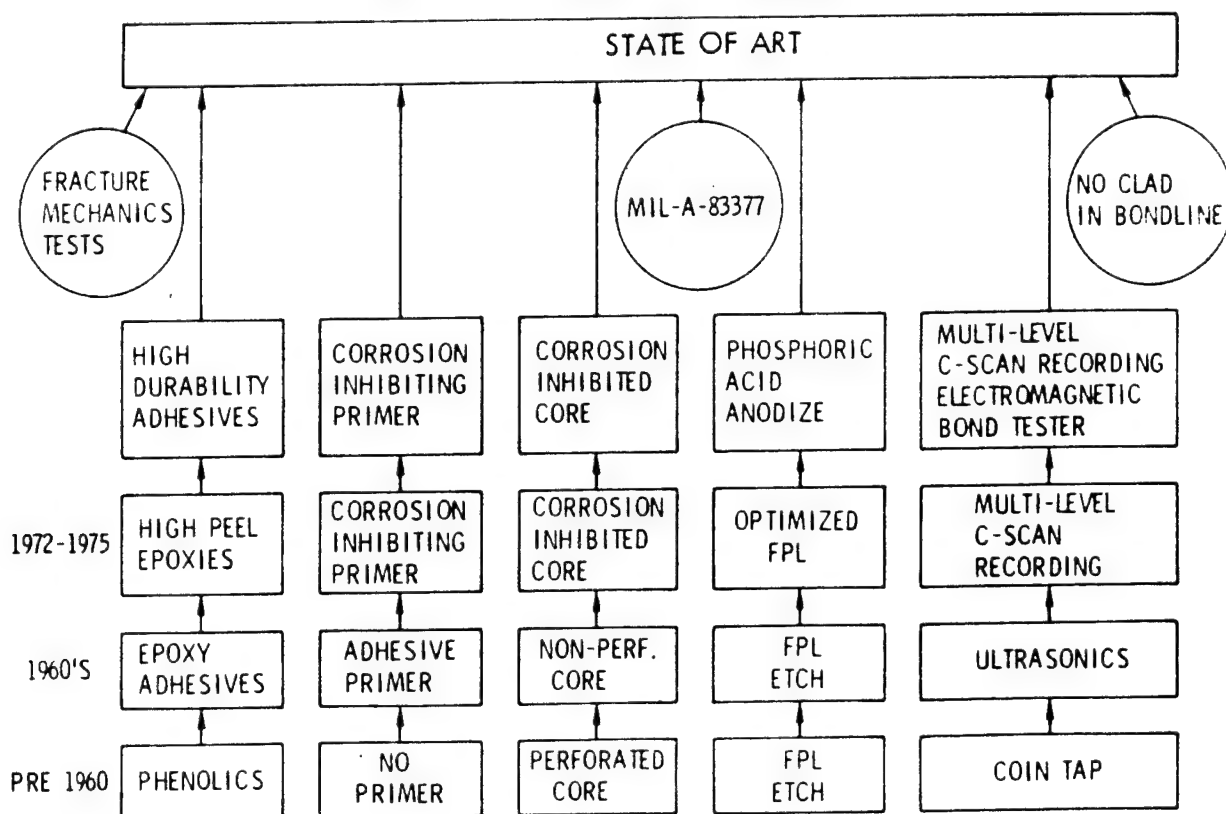 STATE OF ART
FRACTURE
MECHANICS
TESTS
MIL-A-83377
NO CLAD
IN BONDLINE
HIGH
DURABILITY
ADHESIVES
CORROSION
INHIBITING
PRIMER
CORROSION
INHIBITED
CORE
PHOSPHORIC
ACID
ANODIZE
MULTI-LEVEL
C-SCAN RECORDING
ELECTROMAGNETIC
BOND TESTER
1972-1975
HIGH PEEL
EPOXIES
CORROSION
INHIBITING
PRIMER
CORROSION
INHIBITED
CORE
OPTIMIZED
FPL
MULTI-LEVEL
C-SCAN
RECORDING
1960'S
EPOXY
ADHESIVES
ADHESIVE
PRIMER
NON-PERF.
CORE
FPL
ETCH
ULTRASONICS
PRE 1960
PHENOLICS
NO
PRIMER
PERFORATED
CORE
FPL
ETCH
COIN TAP